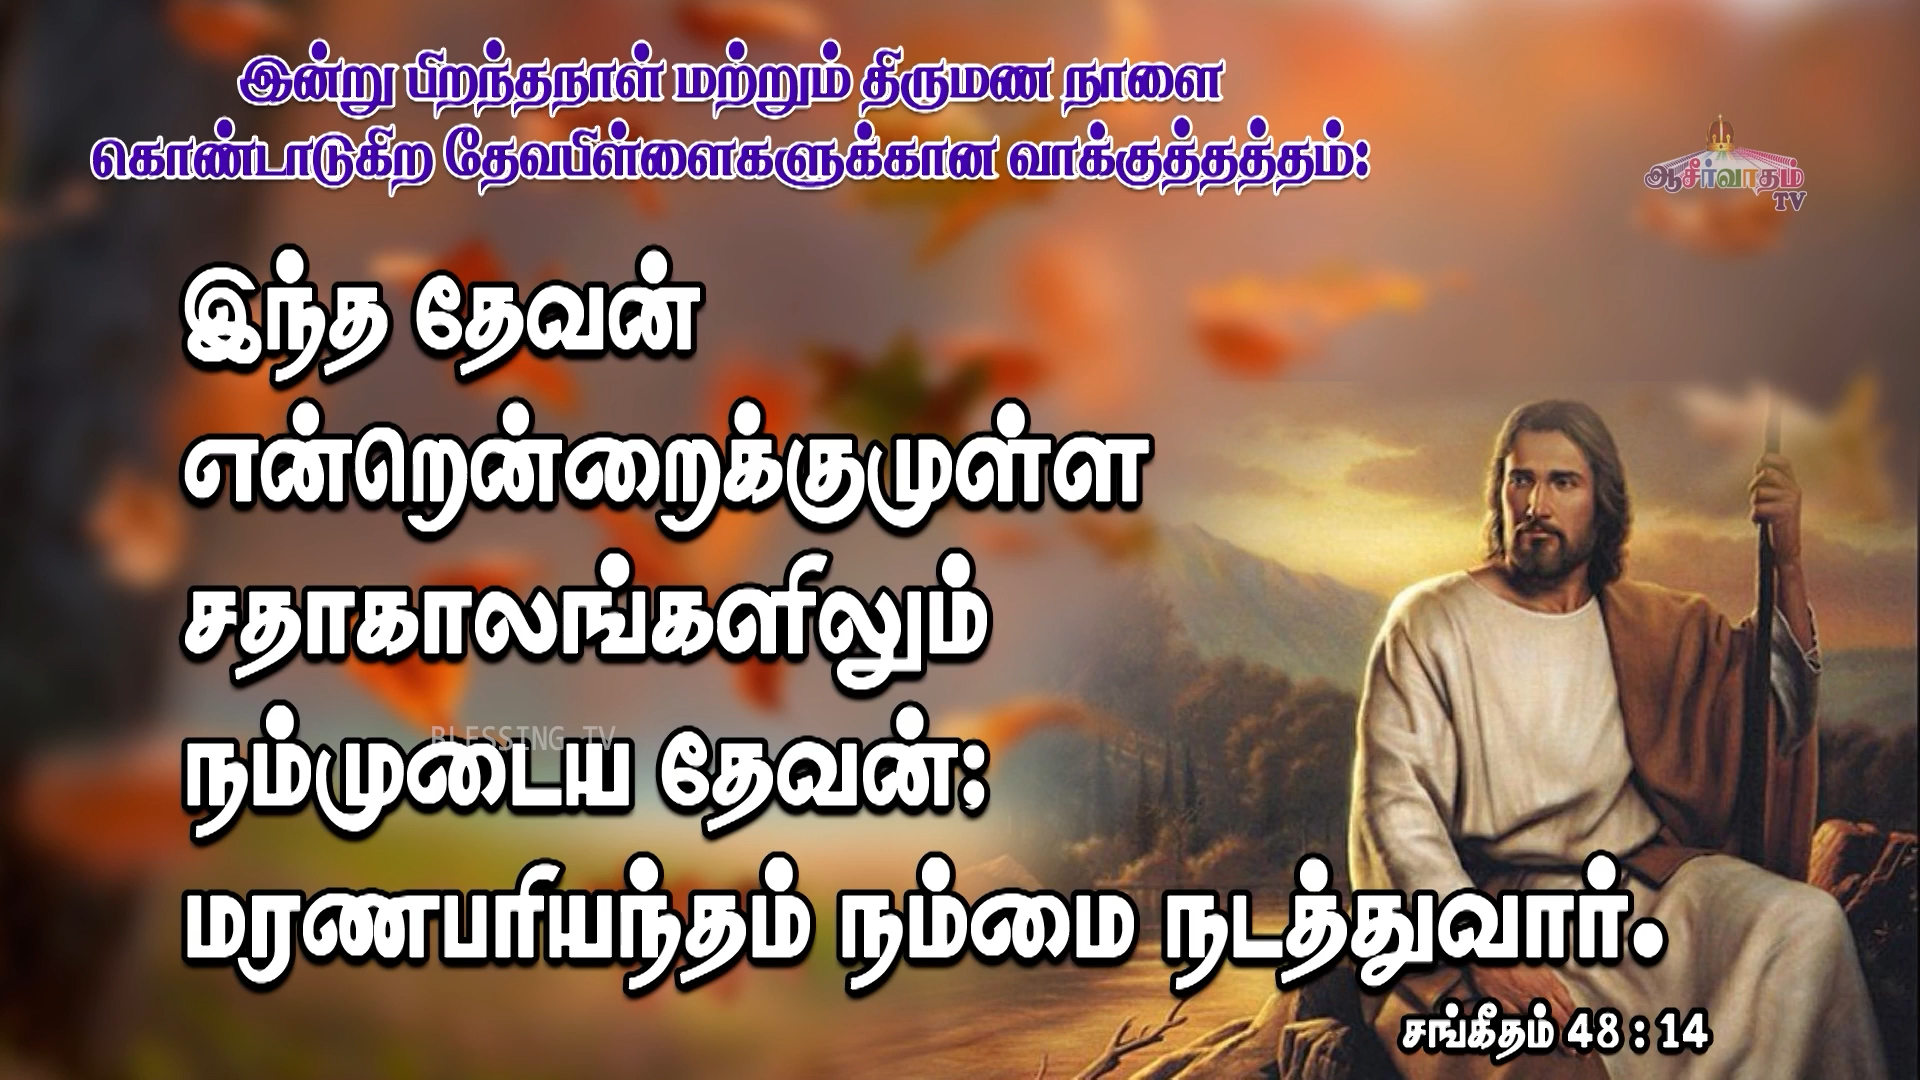 இன்று பிறந்தநாள் மற்றும் திருமண நாளை
கொண்டாடுகிற தேவபிள்ளைகளுக்கான வாக்குத்தத்தம்:
ஆசீர்வாதம்
TV
இந்த தேவன்
என்றென்றைக்குமுள்ள
சதாகாலங்களிலும்
நம்முடைய தேவன்;
BLESSING TV
மரணபரியந்தம் நம்மை நடத்துவார்.
சங்கீதம் 48 : 14